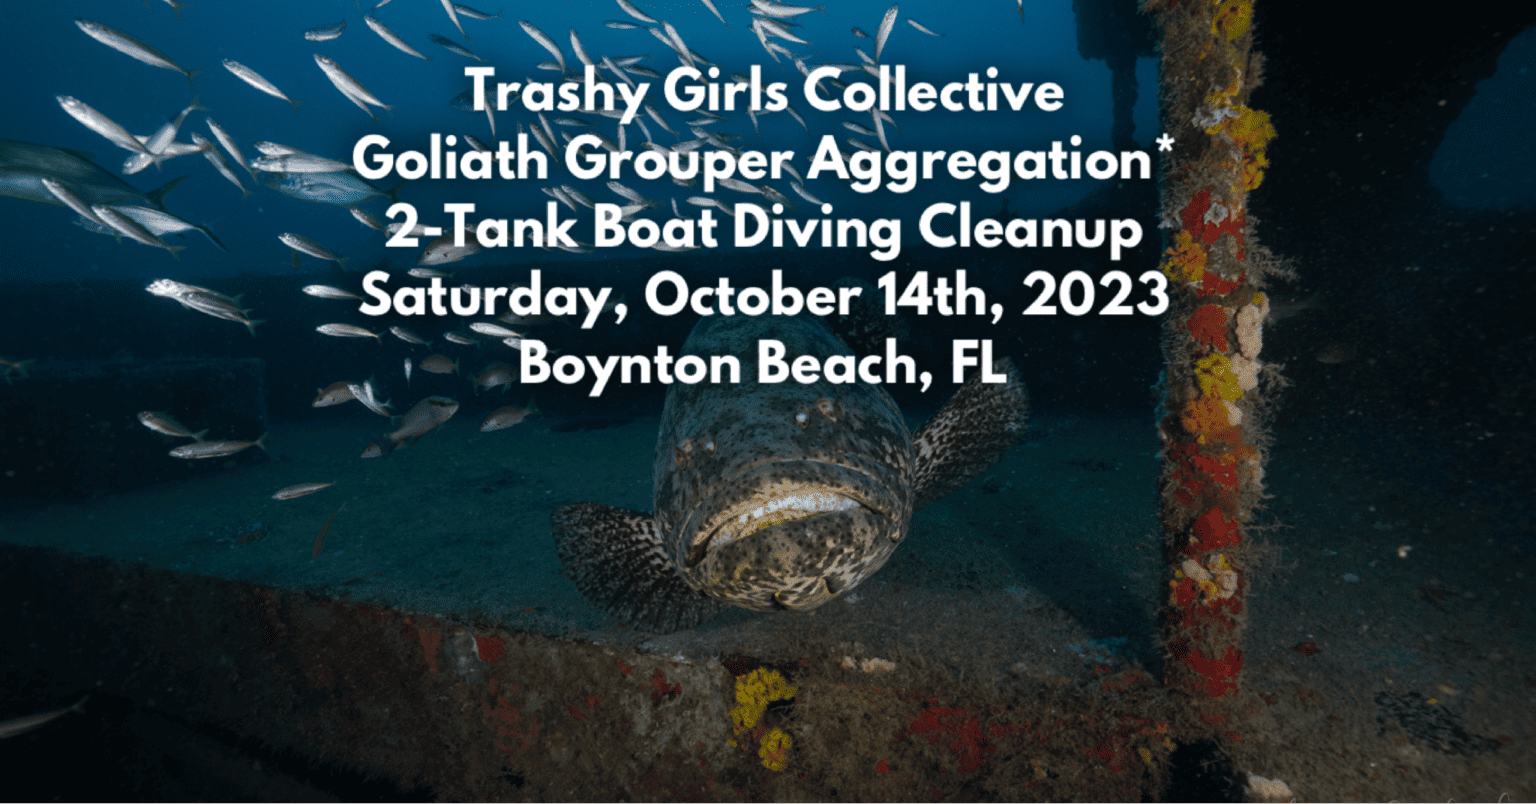 Trashy Girls Collective
Goliath Grouper Aggregation*
2-Tank Boat Diving Cleanup
Saturday, October 14th, 2023
Boynton Beach, FL